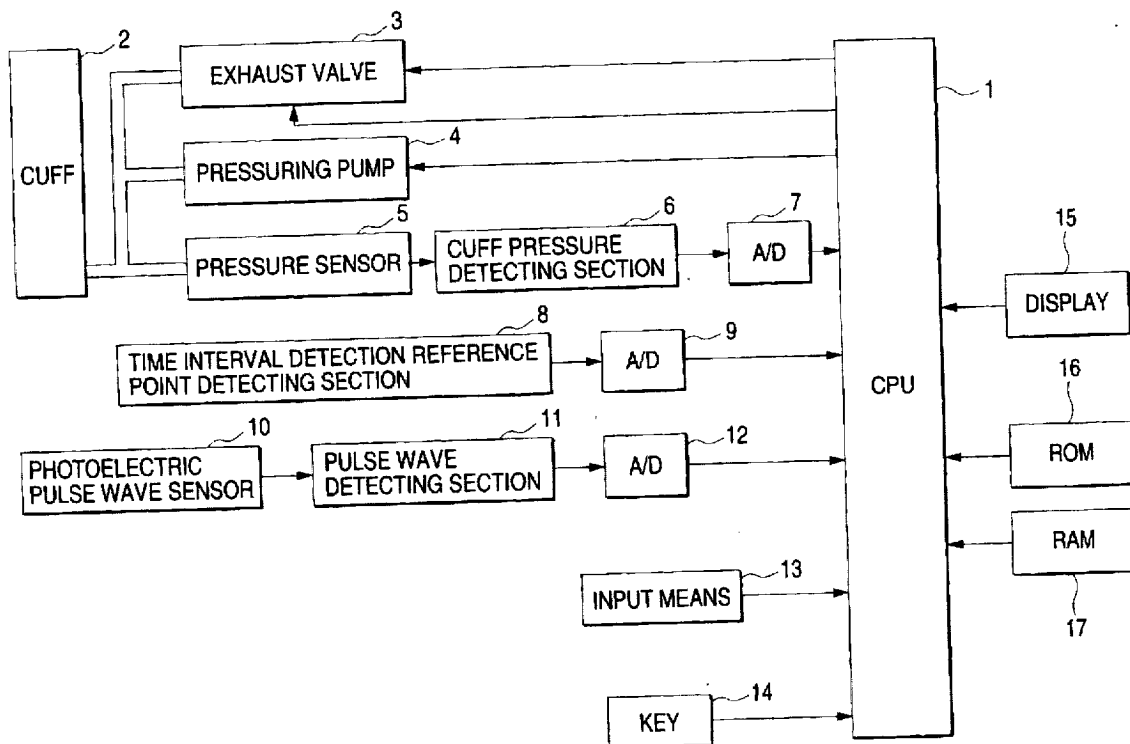 2
3
EXHAUST VALVE
1
4
CUFF
PRESSURING PUMP
5
6
7
PRESSURE SENSOR
CUFF PRESSURE
DETECTING SECTION
A/D
15
DISPLAY
8
9
TIME INTERVAL DETECTION REFERENCE
POINT DETECTING SECTION
A/D
CPU
16
ROM
10
11
12
PHOTOELECTRIC
PULSE WAVE SENSOR
PULSE WAVE
DETECTING SECTION
A/D
RAM
17
13
INPUT MEANS
14
KEY